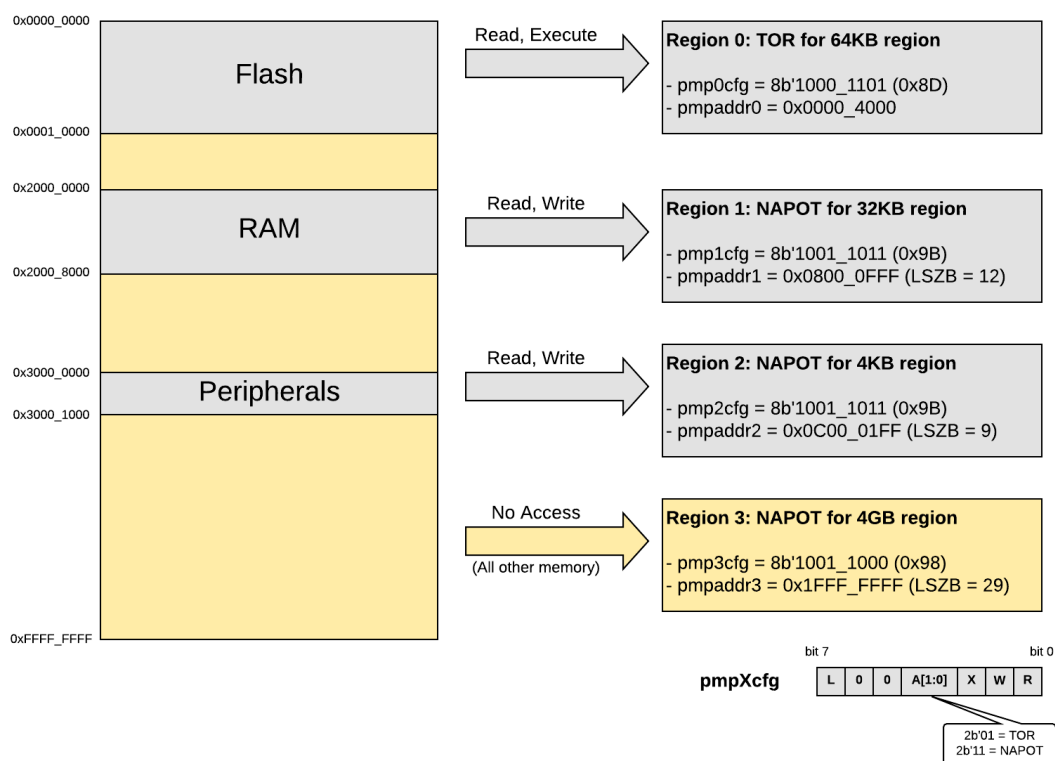 0x0000_0000
Flash
0x0001_0000
0x2000_0000
RAM
0x2000_8000
0x3000_0000
Peripherals
0x3000_1000
0xFFFF_FFFF
Read, Execute
Region 0: TOR for 64KB region
- pmp0cfg = 8b'1000_1101 (0x8D)
- pmpaddr0 = 0x0000_4000
Read, Write
Region 1: NAPOT for 32KB region
- pmp1cfg = 8b'1001_1011 (0x9B)
- pmpaddr1 = 0x0800_0FFF (LSZB = 12)
Read, Write
Region 2: NAPOT for 4KB region
- pmp2cfg = 8b'1001_1011 (0x9B)
- pmpaddr2 = 0x0C00_01FF (LSZB = 9)
No Access
(All other memory)
Region 3: NAPOT for 4GB region
- pmp3cfg = 8b'1001_1000 (0x98)
- pmpaddr3 = 0x1FFF_FFFF (LSZB = 29)
bit 7 bit 0
pmpXcfg L 0 0 A[1:0] X W R
2b'01 = TOR
2b'11 = NAPOT